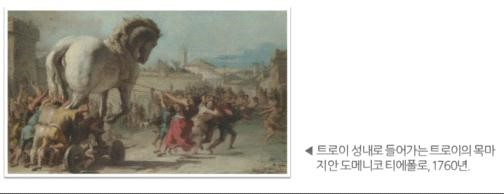 ◀ 트로이 성내로 들어가는 트로이의 목마
지안 도메니코 티에폴로, 1760년.